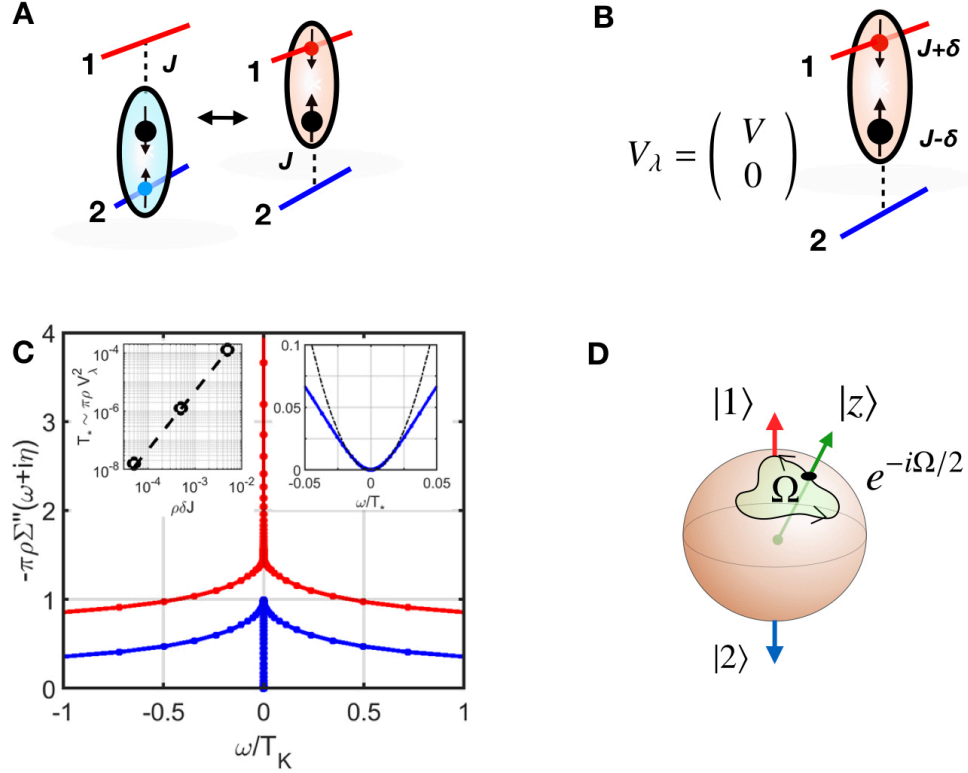 A
1
J
2
1
J
2
B
1
J+δ
J-δ
V_λ = ( V
0 )
2
C
-πρΣ"(ω+iη)
4
3
2
1
0
-1
-0.5
0
0.5
1
ω/T_K
T_* ~ πρ V_λ^2
10^-4
10^-6
10^-8
10^-4
10^-3
10^-2
ρδJ
0.1
0.05
0
-0.05
0
0.05
ω/T_*
D
|1⟩
|z⟩
e^{-iΩ/2}
Ω
|2⟩